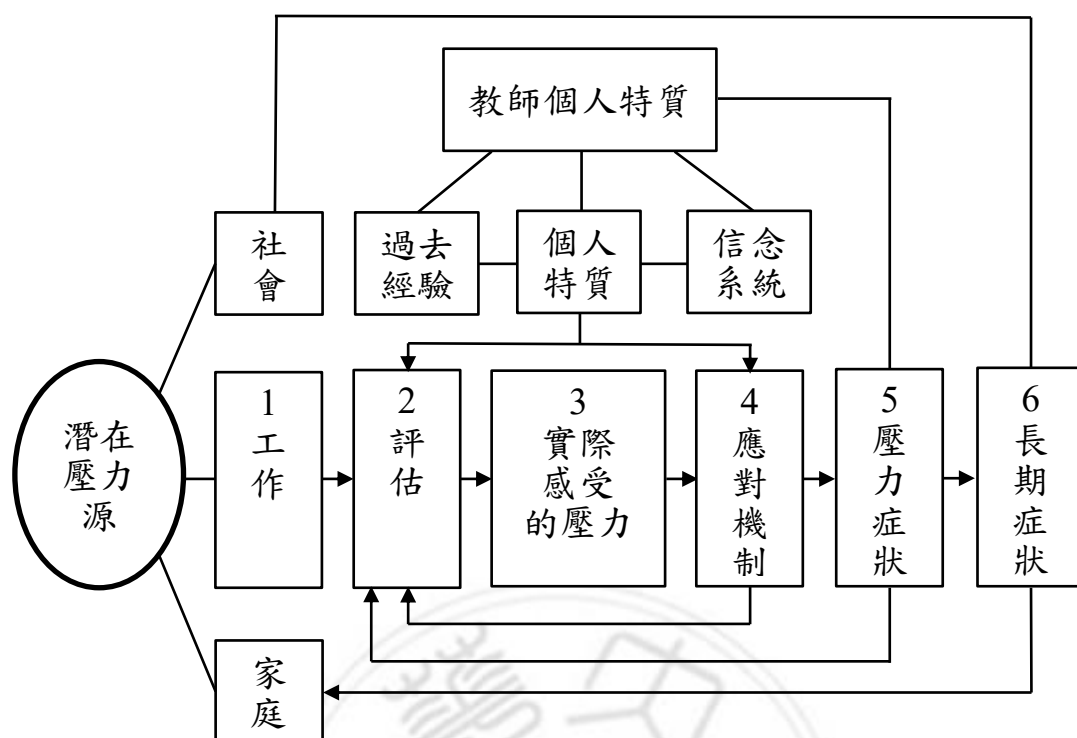 教師個人特質
社會
過去
經驗
個人
特質
信念
系統
潛在
壓力
源
1
工作
2
評估
3
實際
感受
的壓力
4
應對機制
5
壓力症狀
6
長期症狀
家庭